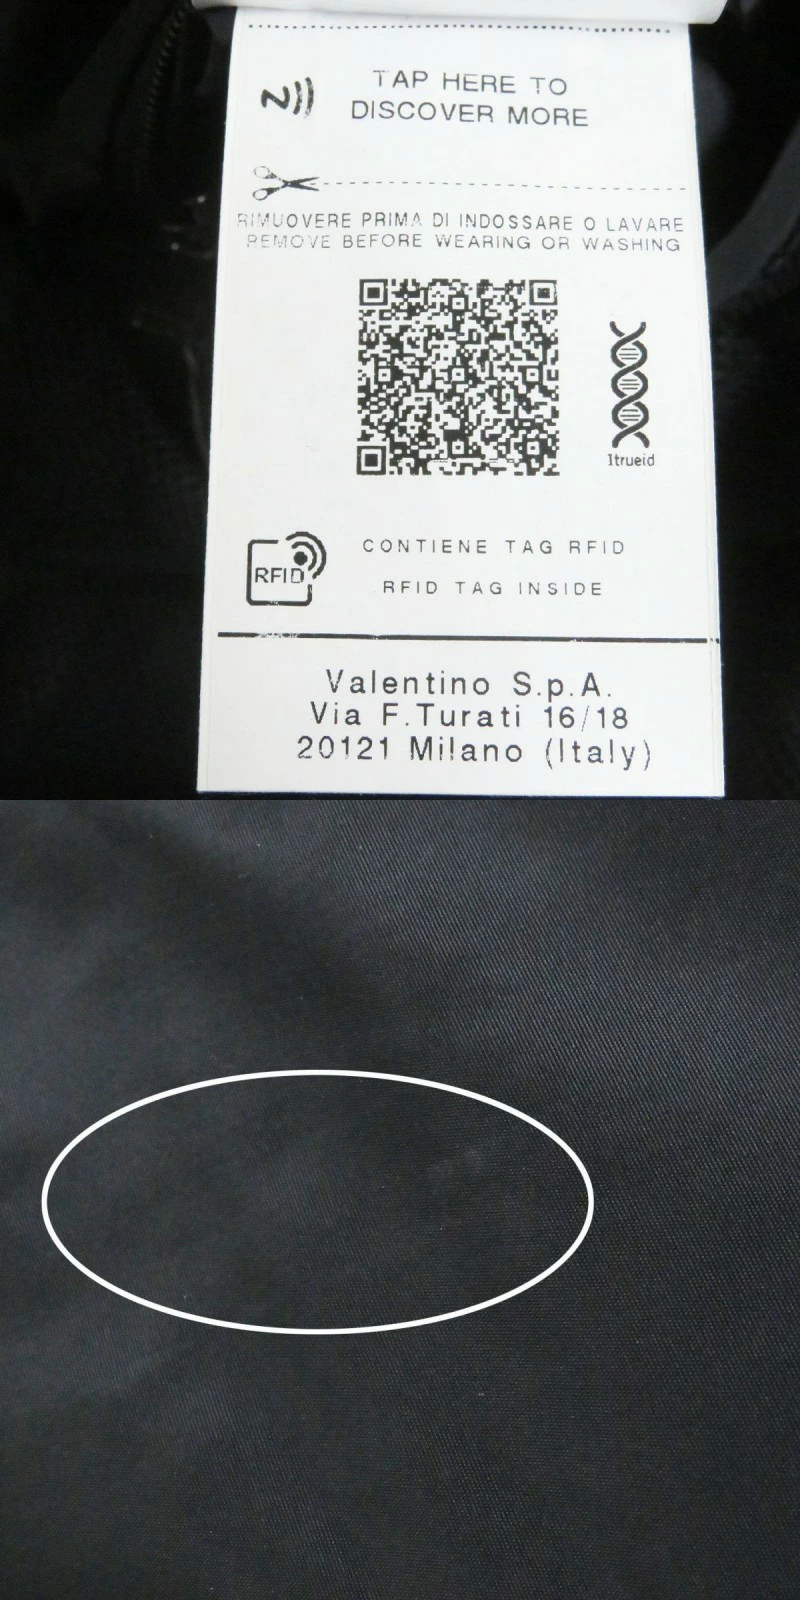 TAP HERE TO
DISCOVER MORE
RIMUOVERE PRIMA DI INDOSSARE O LAVARE
REMOVE BEFORE WEARING OR WASHING
1trueid
RFID
CONTIENE TAG RFID
RFID TAG INSIDE
Valentino S.p.A.
Via F.Turati 16/18
20121 Milano (Italy)